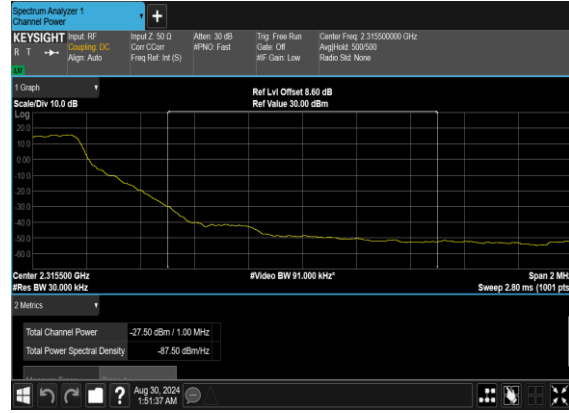 Spectrum Analyzer 1
Channel Power
KEYSIGHT Input: RF Input Z: 50 Ω Atten: 30 dB Trig: Free Run Center Freq: 2.315500000 GHz
R T Coupling: DC Corr CCorr #PNO: Fast Gate: Off Avg|Hold: 500/500
Align: Auto Freq Ref: Int (S) #IF Gain: Low Radio Std: None
1 Graph Ref Lvl Offset 8.60 dB
Scale/Div 10.0 dB Ref Value 30.00 dBm
Log
20.0
10.0
0.00
-10.0
-20.0
-30.0
-40.0
-50.0
-60.0
Center 2.315500 GHz #Video BW 91.000 kHz* Span 2 MHz
#Res BW 30.000 kHz Sweep 2.80 ms (1001 pts
2 Metrics
Total Channel Power -27.50 dBm / 1.00 MHz
Total Power Spectral Density -87.50 dBm/Hz
? Aug 30, 2024
1:51:37 AM